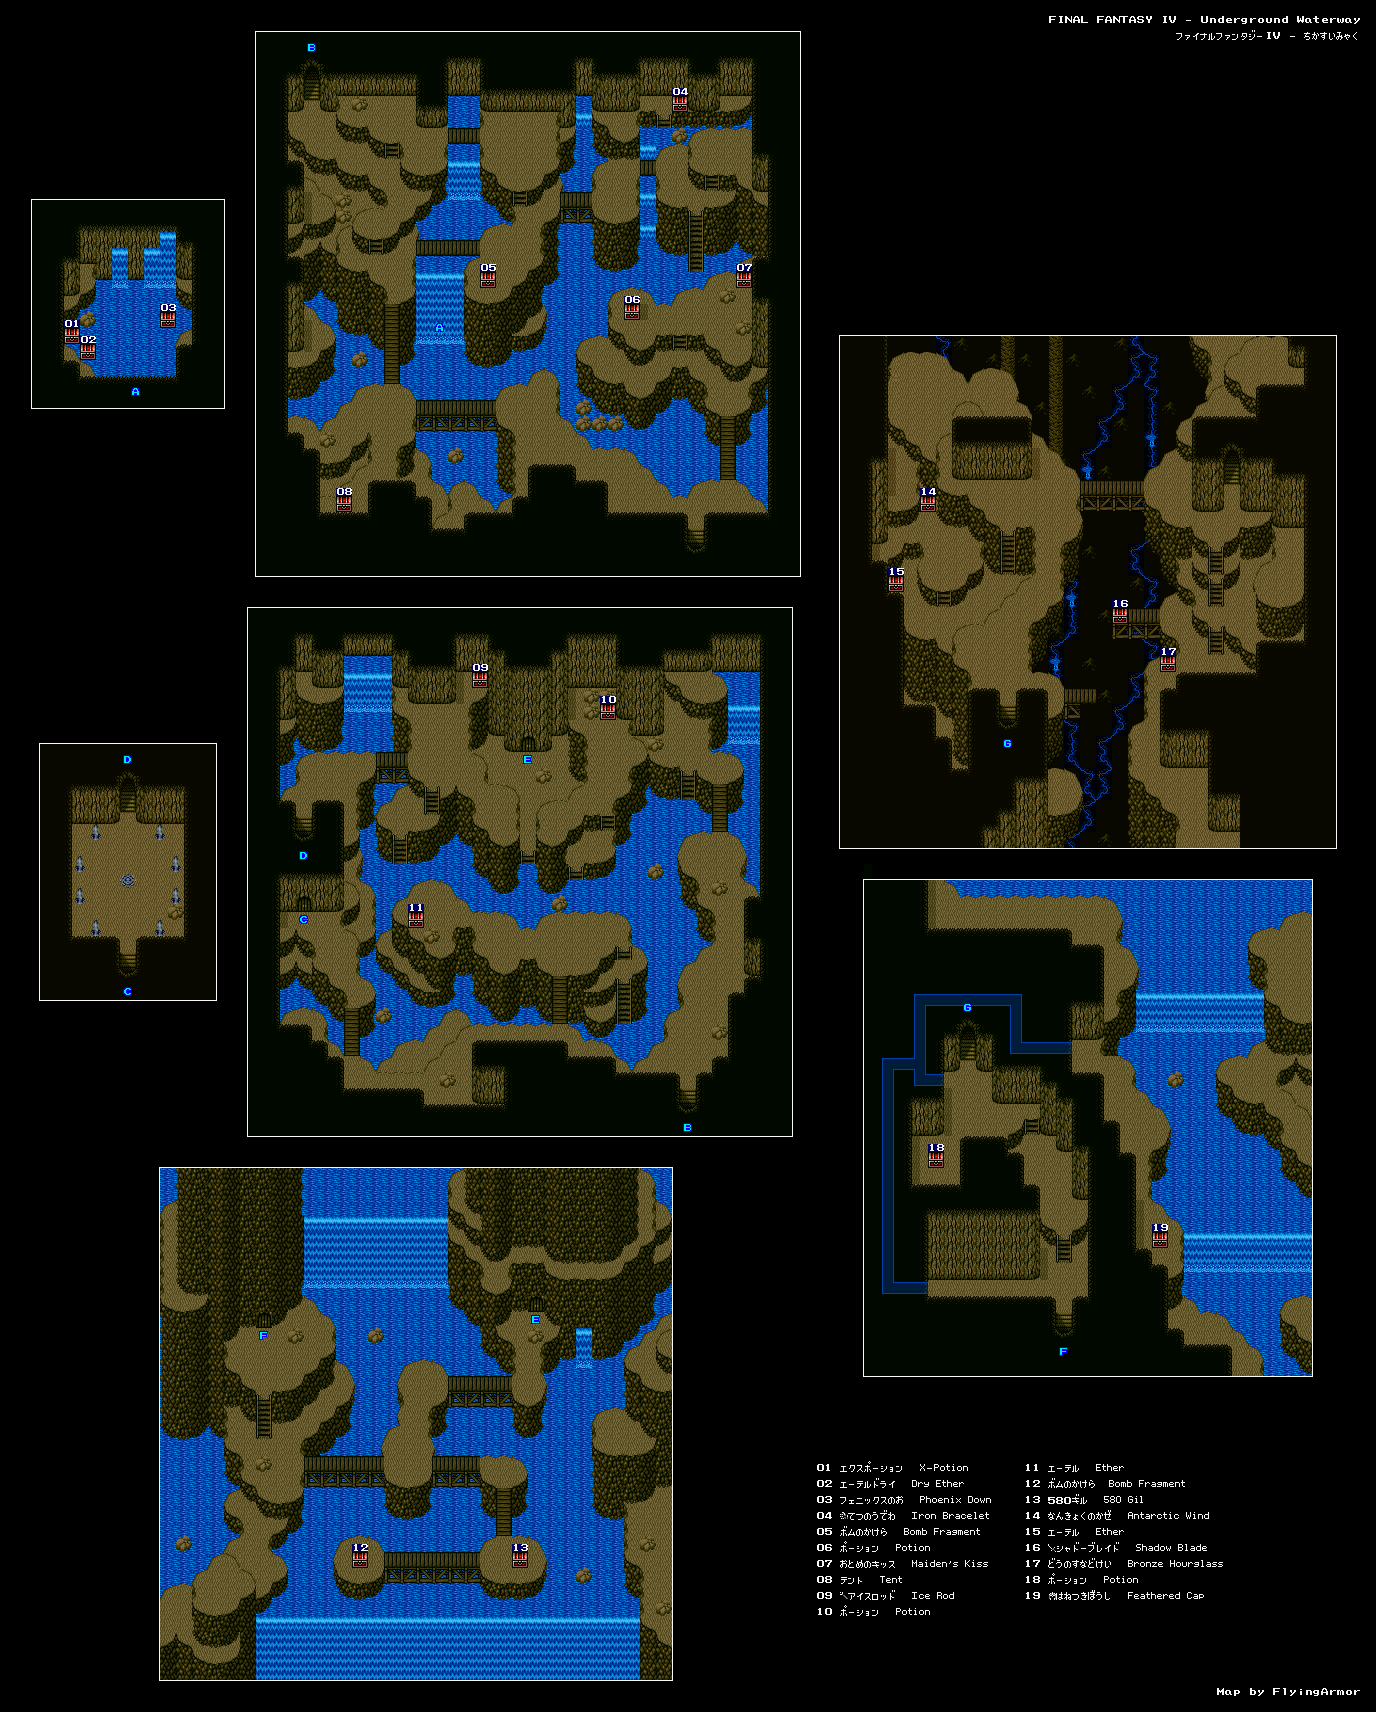 FINAL FANTASY IV - Underground Waterway
ファイナルファンタジーIV - ちかすいみゃく
B
04
05
07
06
A
08
01
03
02
A
14
15
16
17
G
09
10
E
D
C
11
B
D
C
G
18
19
F
E
F
12
13
01 エクスポーション X-Potion
02 エーテルドライ Dry Ether
03 フェニックスのお Phoenix Down
04 てつのうでわ Iron Bracelet
05 ボムのかけら Bomb Fragment
06 ポーション Potion
07 おとめのキッス Maiden's Kiss
08 テント Tent
09 アイスロッド Ice Rod
10 ポーション Potion
11 エーテル Ether
12 ボムのかけら Bomb Fragment
13 580ギル 580 Gil
14 なんきょくのかぜ Antarctic Wind
15 エーテル Ether
16 シャドーブレイド Shadow Blade
17 どうのすなどけい Bronze Hourglass
18 ポーション Potion
19 はねつきぼうし Feathered Cap
Map by FlyingArmor